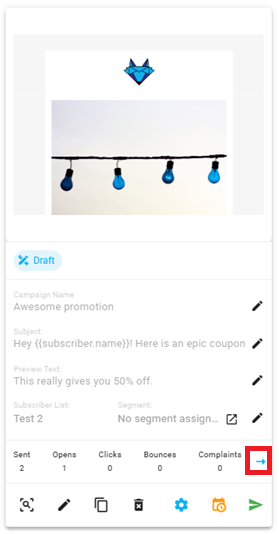 Draft
Campaign Name
Awesome promotion
Subject:
Hey {{subscriber.name}}! Here is an epic coupon
Preview Text:
This really gives you 50% off.
Subscriber List: Segment:
Test 2 No segment assign...
Sent Opens Clicks Bounces Complaints
2 1 0 0 0